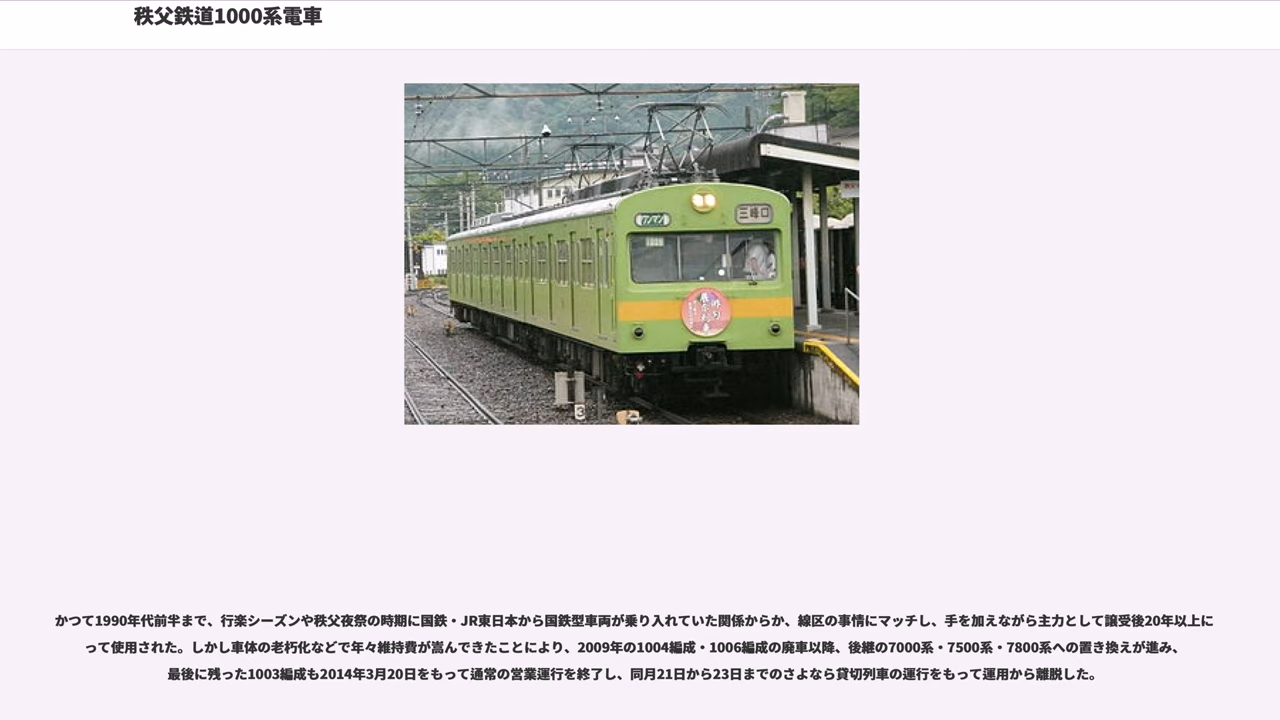 秩父鉄道1000系電車
ワンマン
三峰口
3
かつて1990年代前半まで、行楽シーズンや秩父夜祭の時期に国鉄・JR東日本から国鉄型車両が乗り入れていた関係からか、線区の事情にマッチし、手を加えながら主力として譲受後20年以上に
って使用された。しかし車体の老朽化などで年々維持費が嵩んできたことにより、2009年の1004編成・1006編成の廃車以降、後継の7000系・7500系・7800系への置き換えが進み、
最後に残った1003編成も2014年3月20日をもって通常の営業運行を終了し、同月21日から23日までのさよなら貸切列車の運行をもって運用から離脱した。